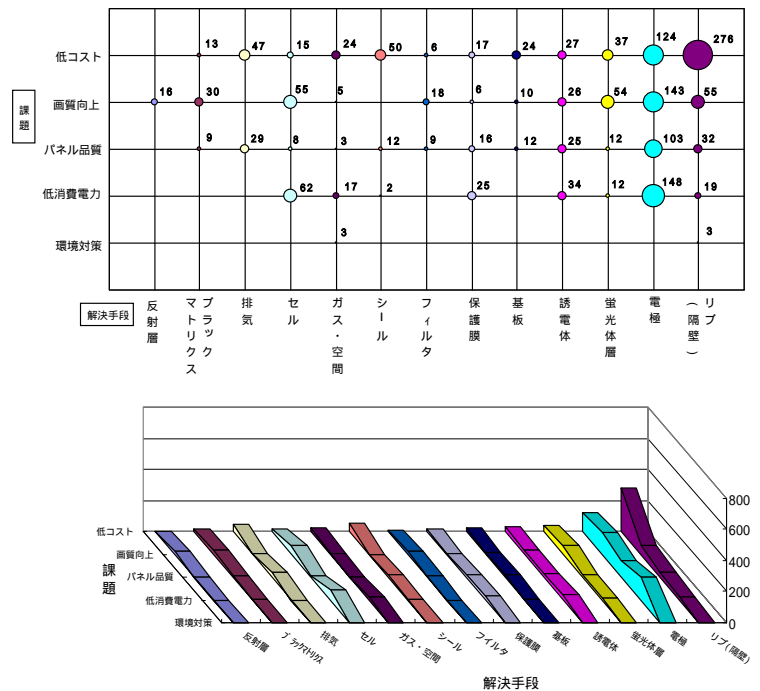 低コスト 13 47 15 24 50 6 17 24 27 37 124 276
画質向上 16 30 55 5 18 6 10 26 54 143 55
パネル品質 9 29 8 3 12 9 16 12 25 12 103 32
低消費電力 62 17 2 25 34 12 148 19
環境対策 3 3
課題
解決手段
反射層
ブラック
マトリクス
排気
セル
ガス・空間
シール
フィルタ
保護膜
基板
誘電体
蛍光体層
電極
リブ
(隔壁)
800
600
400
200
0
低コスト
画質向上
パネル品質
低消費電力
環境対策
課題
反射層
ブラックマトリクス
排気
セル
ガス・空間
シール
フイルタ
保護膜
基板
誘電体
蛍光体層
電極
リブ(隔壁)
解決手段